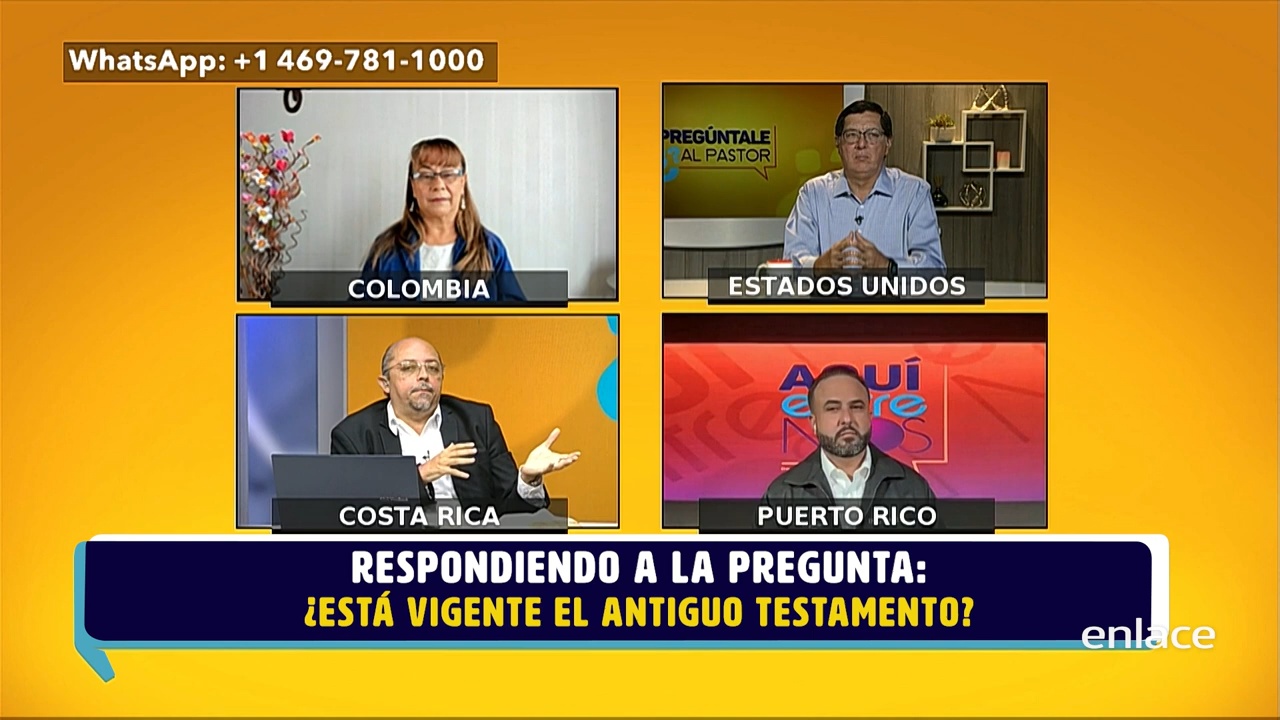 WhatsApp: +1 469-781-1000
PREGÚNTALE
AL PASTOR
COLOMBIA
ESTADOS UNIDOS
AQUÍ
NOS
COSTA RICA
PUERTO RICO
RESPONDIENDO A LA PREGUNTA:
¿ESTÁ VIGENTE EL ANTIGUO TESTAMENTO?
enlace